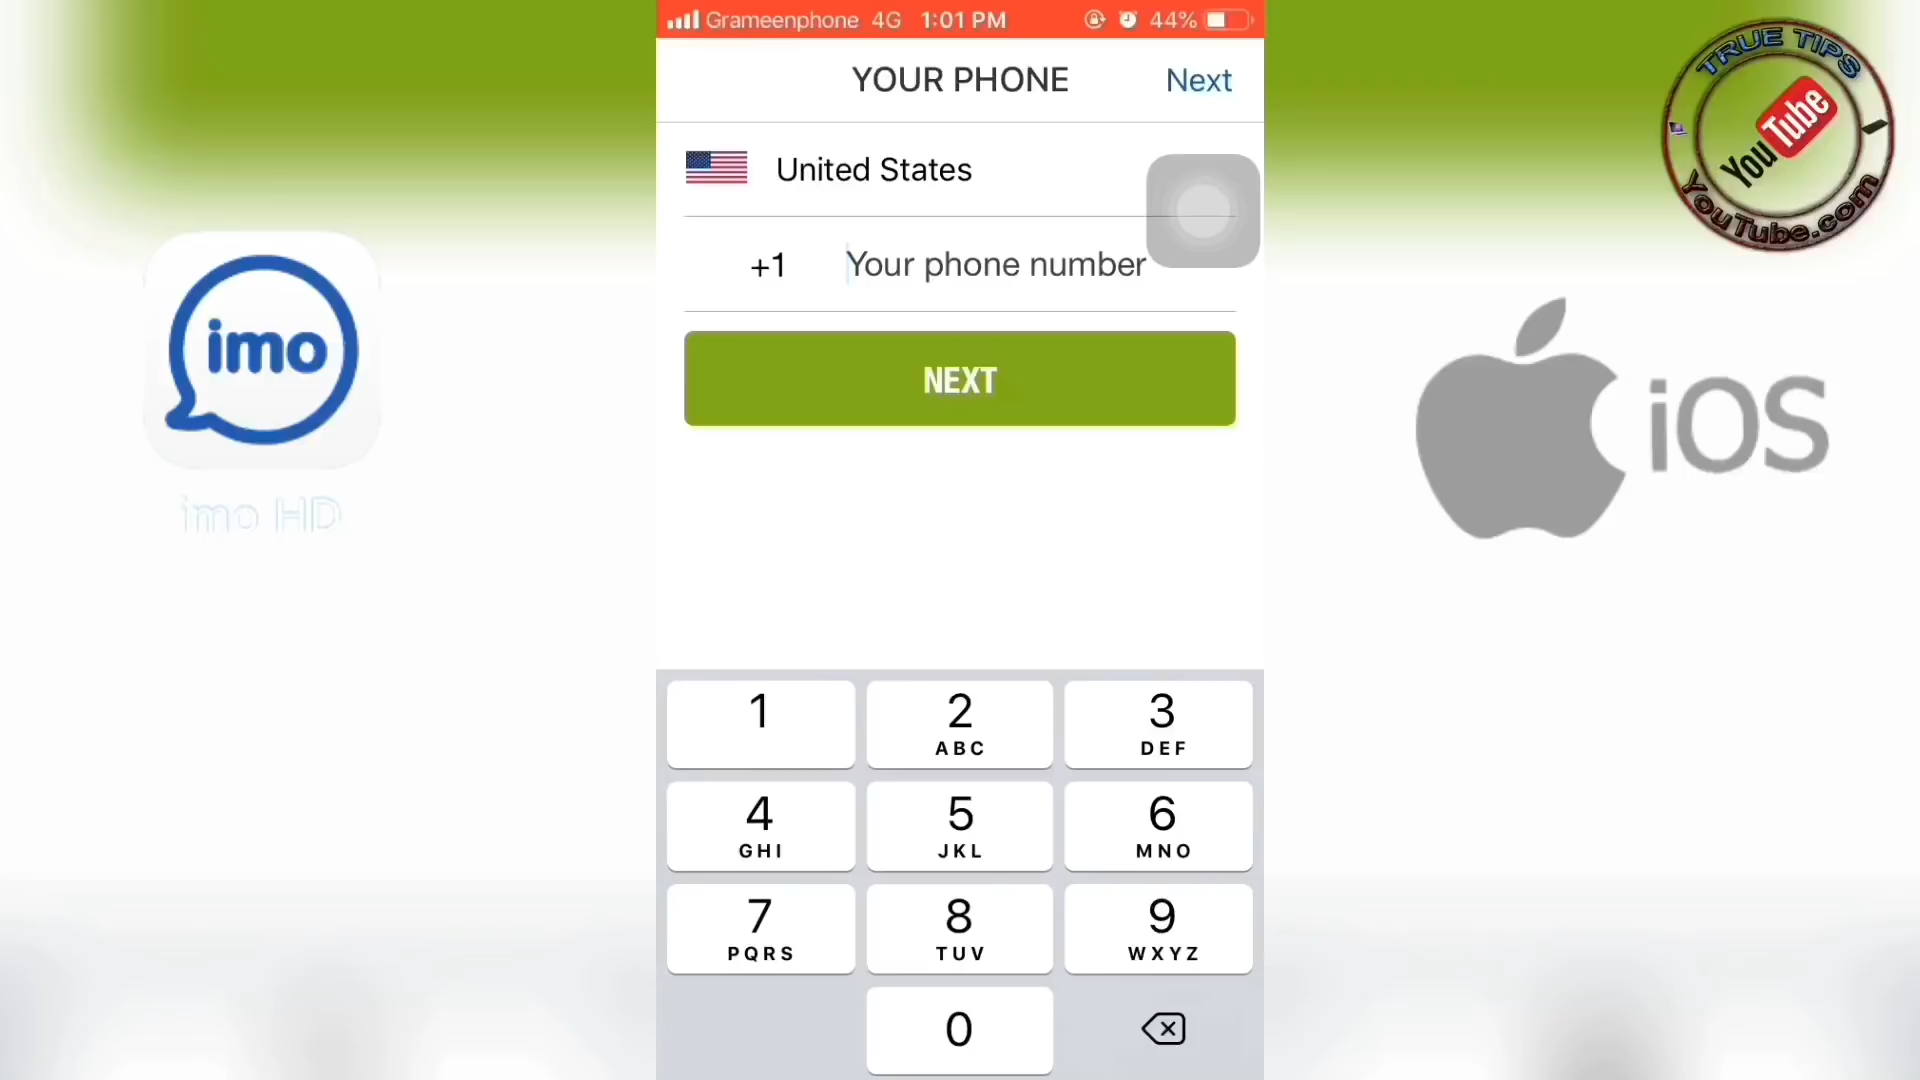 Grameenphone 4G 1:01 PM 44%
YOUR PHONE Next
United States
+1 Your phone number
NEXT
1
2 ABC
3 DEF
4 GHI
5 JKL
6 MNO
7 PQRS
8 TUV
9 WXYZ
0
imo
imo HD
iOS
TRUE TIPS
YouTube
YouTube.com